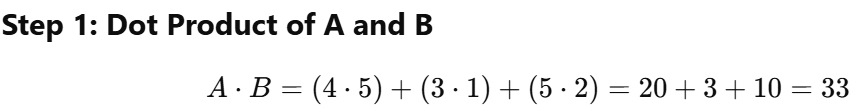 Step 1: Dot Product of A and B
A · B = (4 · 5) + (3 · 1) + (5 · 2) = 20 + 3 + 10 = 33